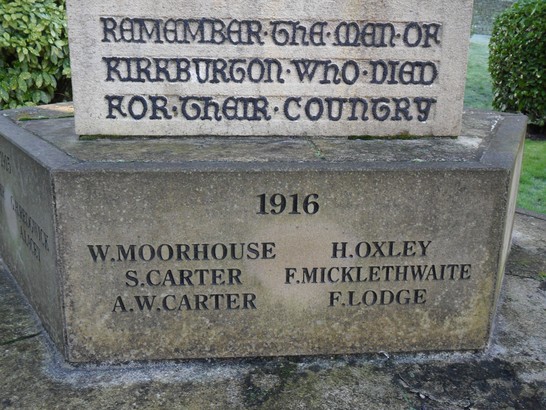 REMEMBER·THE·MEN·OF
KIRKBURTON·WHO·DIED
FOR·THEIR·COUNTRY
1916
W.MOORHOUSE H.OXLEY
S.CARTER F.MICKLETHWAITE
A.W.CARTER F.LODGE